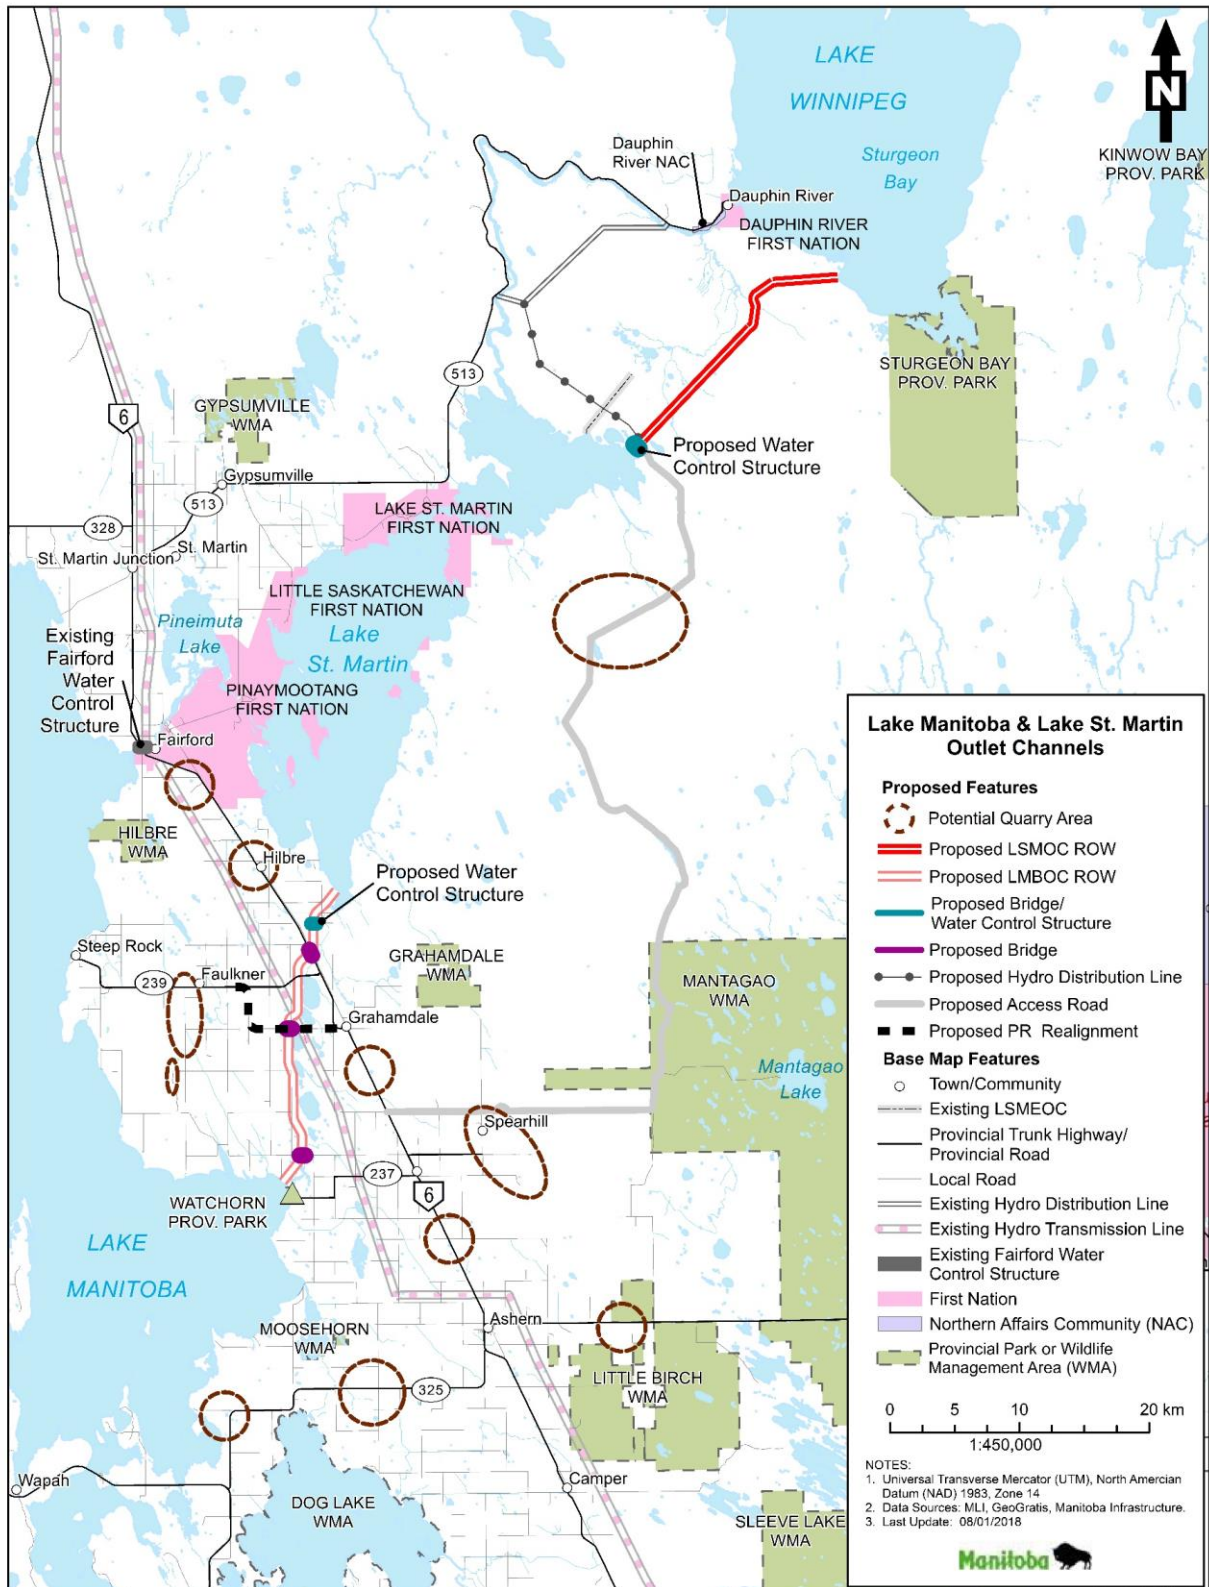 LAKE
WINNIPEG
Sturgeon
Bay
N
KINWOW BAY
PROV. PARK
Dauphin
River NAC
Dauphin River
DAUPHIN RIVER
FIRST NATION
STURGEON BAY
PROV. PARK
513
6
GYPSUMVILLE
WMA
Gypsumville
Proposed Water
Control Structure
513
328
LAKE ST. MARTIN
FIRST NATION
St. Martin
St. Martin Junction
LITTLE SASKATCHEWAN
FIRST NATION
Pineimuta
Lake
Lake
St. Martin
Existing
Fairford
Water
Control
Structure
PINAYMOOTANG
FIRST NATION
Fairford
HILBRE
WMA
Hilbre
Proposed Water
Control Structure
Steep Rock
239
Faulkner
GRAHAMDALE
WMA
MANTAGAO
WMA
Grahamdale
Mantagao
Lake
Spearhill
237
6
WATCHORN
PROV. PARK
LAKE
MANITOBA
MOOSEHORN
WMA
Ashern
325
LITTLE BIRCH
WMA
Wapah
Camper
DOG LAKE
WMA
SLEEVE LAKE
WMA
Lake Manitoba & Lake St. Martin
Outlet Channels
Proposed Features
Potential Quarry Area
Proposed LSMOC ROW
Proposed LMBOC ROW
Proposed Bridge/
Water Control Structure
Proposed Bridge
Proposed Hydro Distribution Line
Proposed Access Road
Proposed PR Realignment
Base Map Features
Town/Community
Existing LSMEOC
Provincial Trunk Highway/
Provincial Road
Local Road
Existing Hydro Distribution Line
Existing Hydro Transmission Line
Existing Fairford Water
Control Structure
First Nation
Northern Affairs Community (NAC)
Provincial Park or Wildlife
Management Area (WMA)
0 5 10 20 km
1:450,000
NOTES:
1. Universal Transverse Mercator (UTM), North Amercian
Datum (NAD) 1983, Zone 14
2. Data Sources: MLI, GeoGratis, Manitoba Infrastructure.
3. Last Update: 08/01/2018
Manitoba